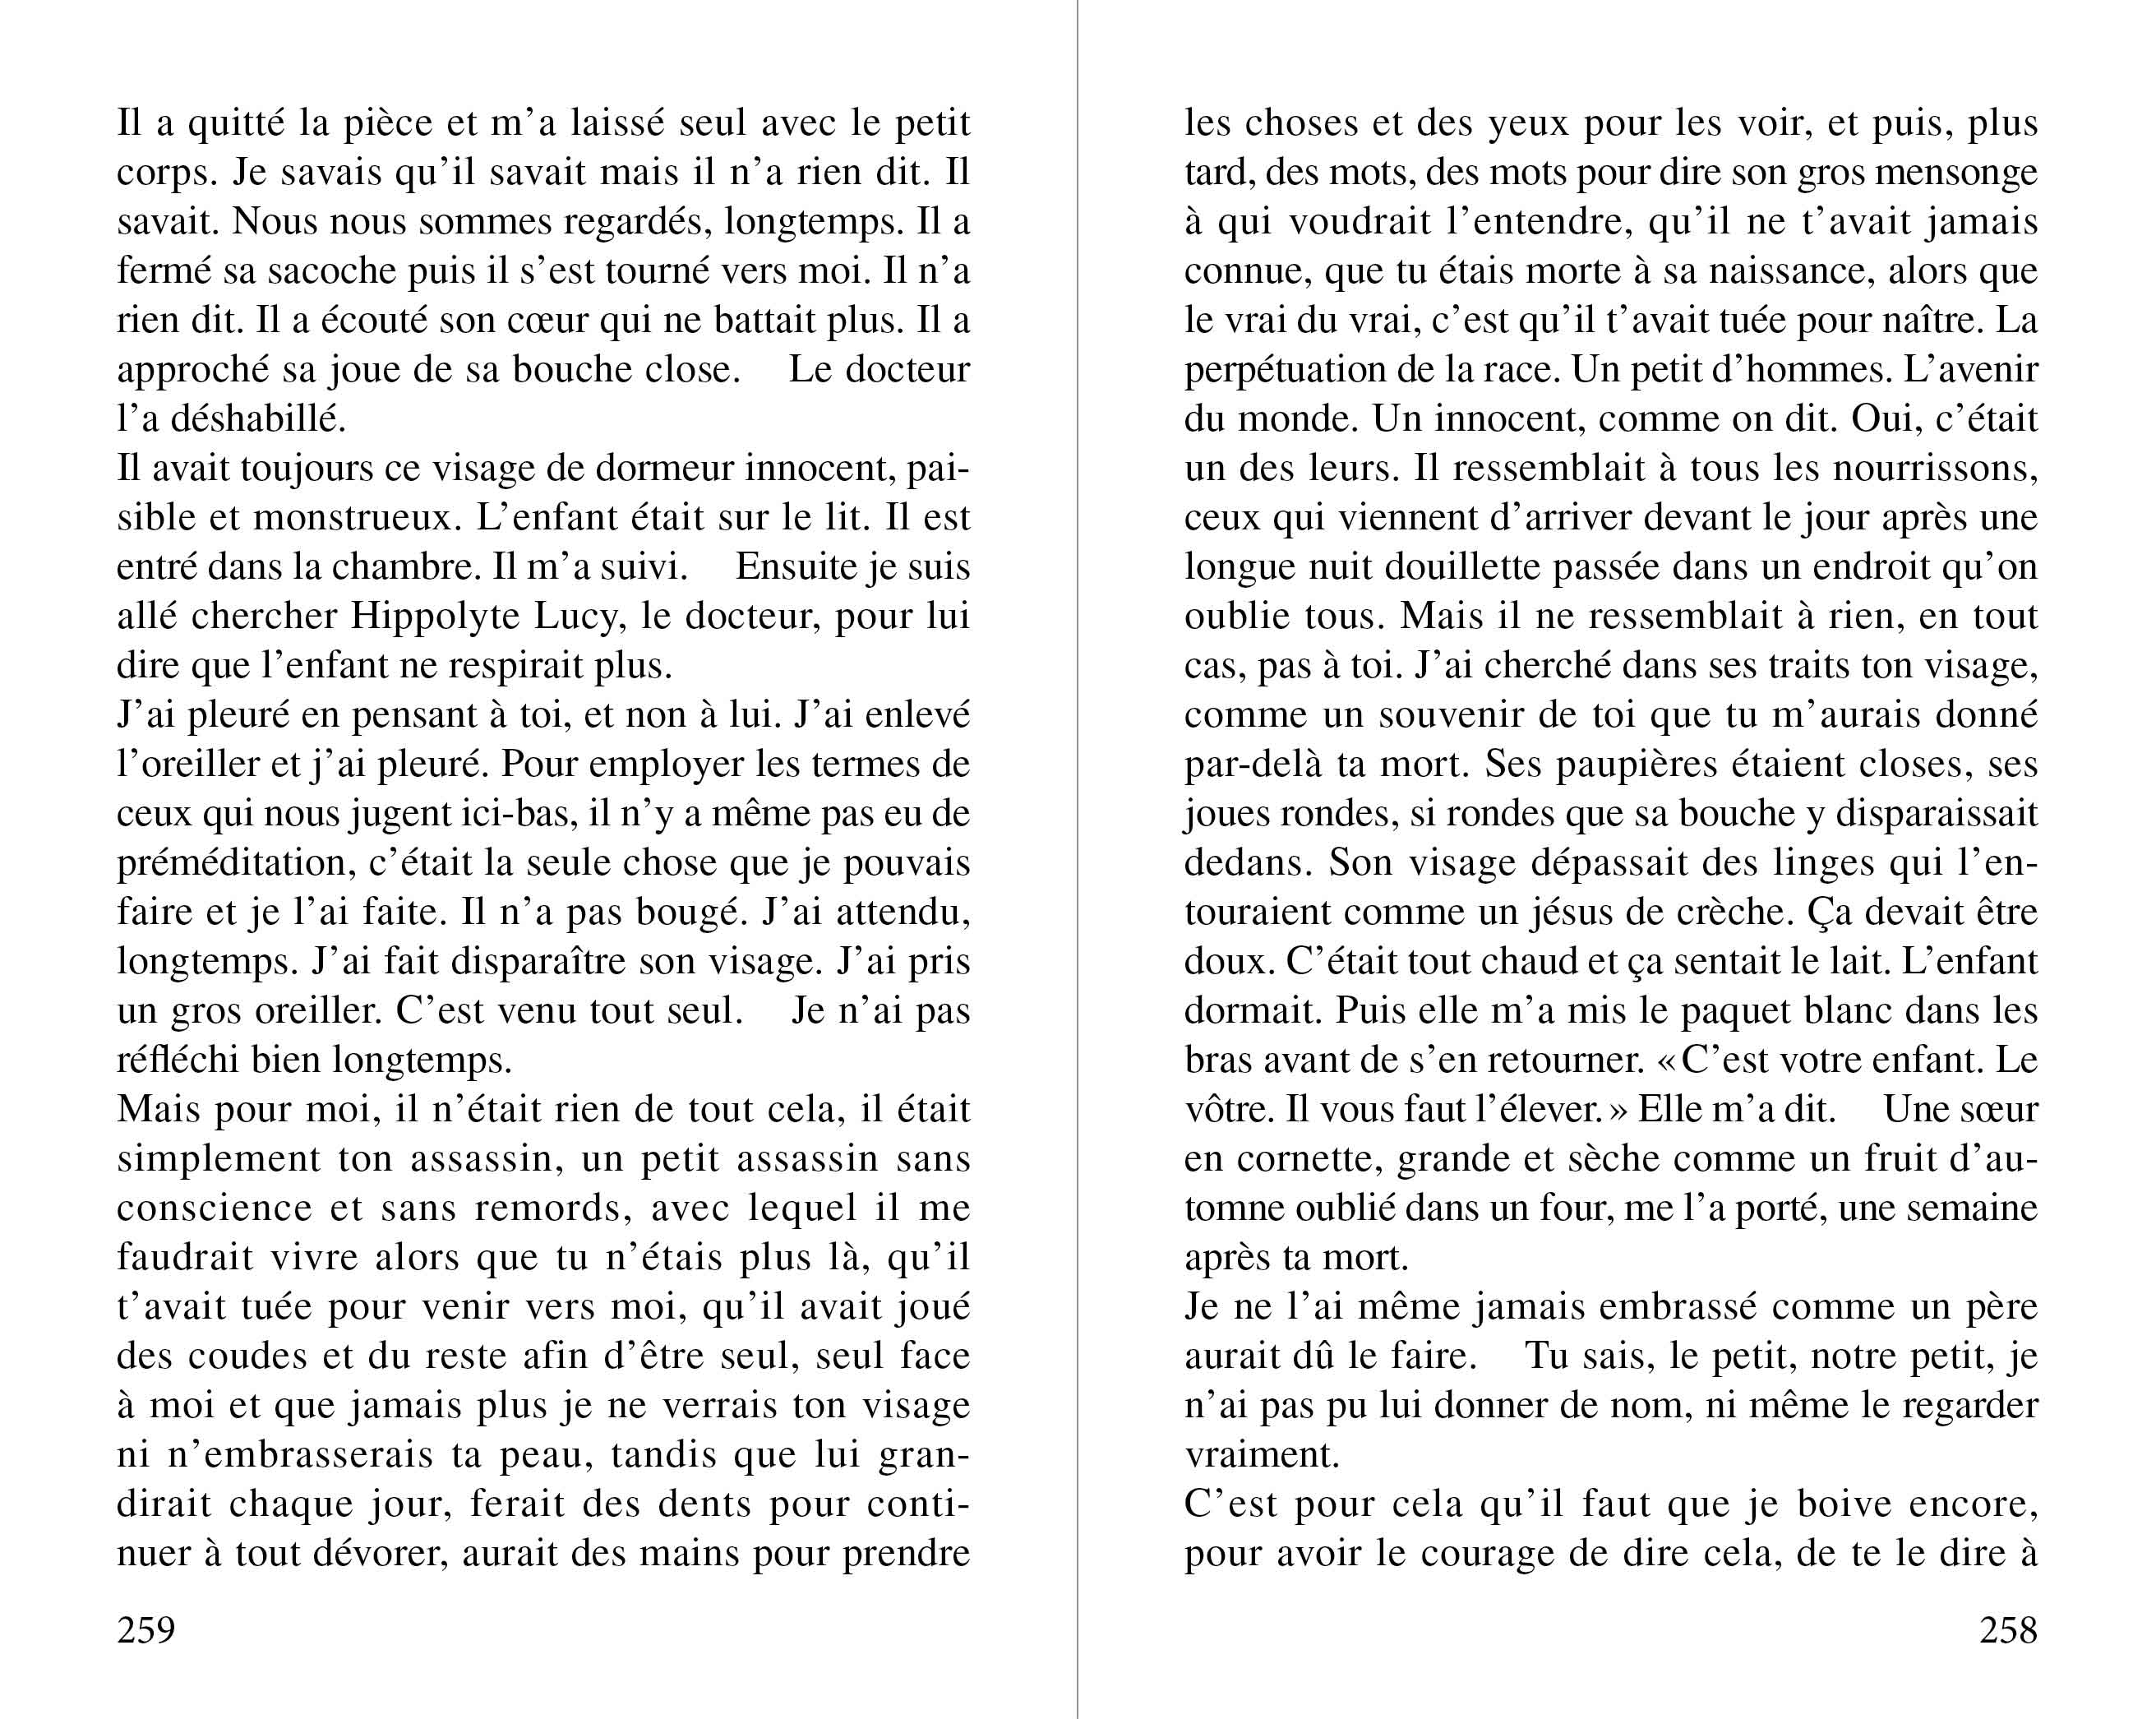 Il a quitté la pièce et m’a laissé seul avec le petit
corps. Je savais qu’il savait mais il n’a rien dit. Il
savait. Nous nous sommes regardés, longtemps. Il a
fermé sa sacoche puis il s’est tourné vers moi. Il n’a
rien dit. Il a écouté son cœur qui ne battait plus. Il a
approché sa joue de sa bouche close. Le docteur
l’a déshabillé.
Il avait toujours ce visage de dormeur innocent, pai-
sible et monstrueux. L’enfant était sur le lit. Il est
entré dans la chambre. Il m’a suivi. Ensuite je suis
allé chercher Hippolyte Lucy, le docteur, pour lui
dire que l’enfant ne respirait plus.
J’ai pleuré en pensant à toi, et non à lui. J’ai enlevé
l’oreiller et j’ai pleuré. Pour employer les termes de
ceux qui nous jugent ici-bas, il n’y a même pas eu de
préméditation, c’était la seule chose que je pouvais
faire et je l’ai faite. Il n’a pas bougé. J’ai attendu,
longtemps. J’ai fait disparaître son visage. J’ai pris
un gros oreiller. C’est venu tout seul. Je n’ai pas
réfléchi bien longtemps.
Mais pour moi, il n’était rien de tout cela, il était
simplement ton assassin, un petit assassin sans
conscience et sans remords, avec lequel il me
faudrait vivre alors que tu n’étais plus là, qu’il
t’avait tuée pour venir vers moi, qu’il avait joué
des coudes et du reste afin d’être seul, seul face
à moi et que jamais plus je ne verrais ton visage
ni n’embrasserais ta peau, tandis que lui gran-
dirait chaque jour, ferait des dents pour conti-
nuer à tout dévorer, aurait des mains pour prendre
259
les choses et des yeux pour les voir, et puis, plus
tard, des mots, des mots pour dire son gros mensonge
à qui voudrait l’entendre, qu’il ne t’avait jamais
connue, que tu étais morte à sa naissance, alors que
le vrai du vrai, c’est qu’il t’avait tuée pour naître. La
perpétuation de la race. Un petit d’hommes. L’avenir
du monde. Un innocent, comme on dit. Oui, c’était
un des leurs. Il ressemblait à tous les nourrissons,
ceux qui viennent d’arriver devant le jour après une
longue nuit douillette passée dans un endroit qu’on
oublie tous. Mais il ne ressemblait à rien, en tout
cas, pas à toi. J’ai cherché dans ses traits ton visage,
comme un souvenir de toi que tu m’aurais donné
par-delà ta mort. Ses paupières étaient closes, ses
joues rondes, si rondes que sa bouche y disparaissait
dedans. Son visage dépassait des linges qui l’en-
touraient comme un jésus de crèche. Ça devait être
doux. C’était tout chaud et ça sentait le lait. L’enfant
dormait. Puis elle m’a mis le paquet blanc dans les
bras avant de s’en retourner. « C’est votre enfant. Le
vôtre. Il vous faut l’élever. » Elle m’a dit. Une sœur
en cornette, grande et sèche comme un fruit d’au-
tomne oublié dans un four, me l’a porté, une semaine
après ta mort.
Je ne l’ai même jamais embrassé comme un père
aurait dû le faire. Tu sais, le petit, notre petit, je
n’ai pas pu lui donner de nom, ni même le regarder
vraiment.
C’est pour cela qu’il faut que je boive encore,
pour avoir le courage de dire cela, de te le dire à
258